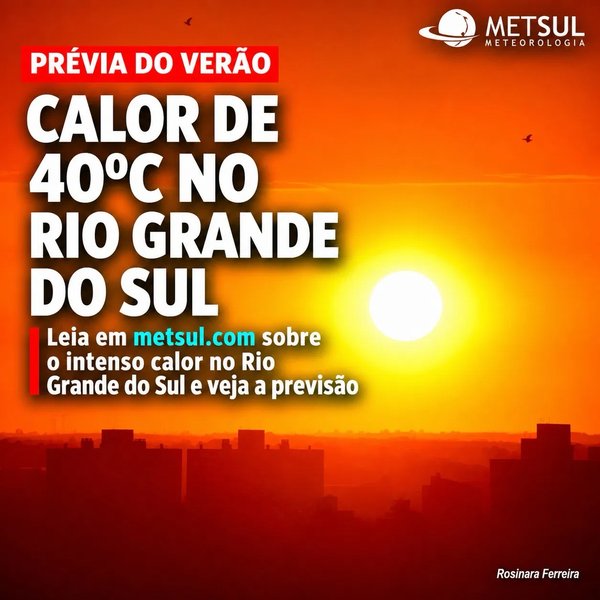 METSUL
METEOROLOGIA
PRÉVIA DO VERÃO
CALOR DE
40ºC NO
RIO GRANDE
DO SUL
Leia em metsul.com sobre
o intenso calor no Rio
Grande do Sul e veja a previsão
Rosinara Ferreira